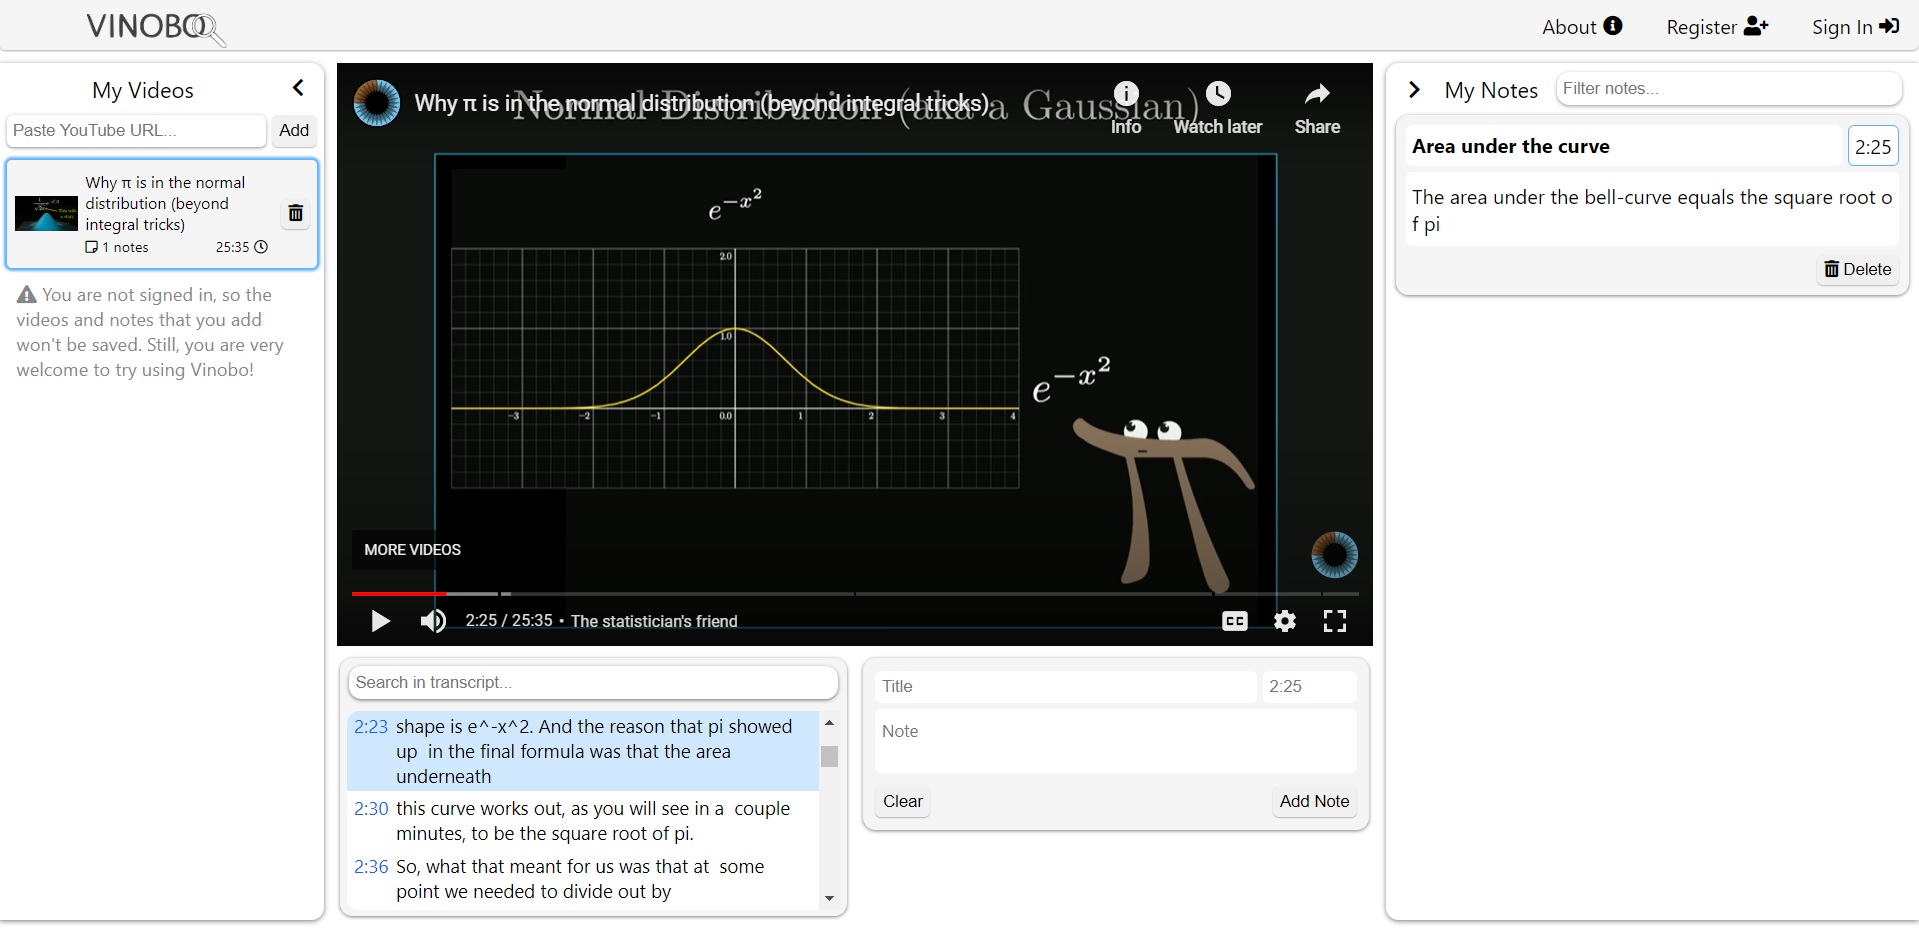 VINOBO
About
Register
Sign In
My Videos
Paste YouTube URL...
Add
Why π is in the normal
distribution (beyond
integral tricks)
1 notes
25:35
You are not signed in, so the
videos and notes that you add
won't be saved. Still, you are very
welcome to try using Vinobo!
Why π is in the normal distribution (beyond integral tricks)
Normal Distribution (aka a Gaussian)
Info
Watch later
Share
e^{-x^2}
2.0
1.0
-3
-2
-1
0.0
1
2
3
4
e^{-x^2}
MORE VIDEOS
2:25 / 25:35 • The statistician's friend
CC
Search in transcript...
2:23 shape is e^-x^2. And the reason that pi showed
up in the final formula was that the area
underneath
2:30 this curve works out, as you will see in a couple
minutes, to be the square root of pi.
2:36 So, what that meant for us was that at some
point we needed to divide out by
Title
2:25
Note
Clear
Add Note
My Notes
Filter notes...
Area under the curve
2:25
The area under the bell-curve equals the square root o
f pi
Delete